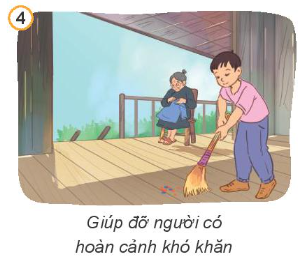 4
Giúp đỡ người có
hoàn cảnh khó khăn